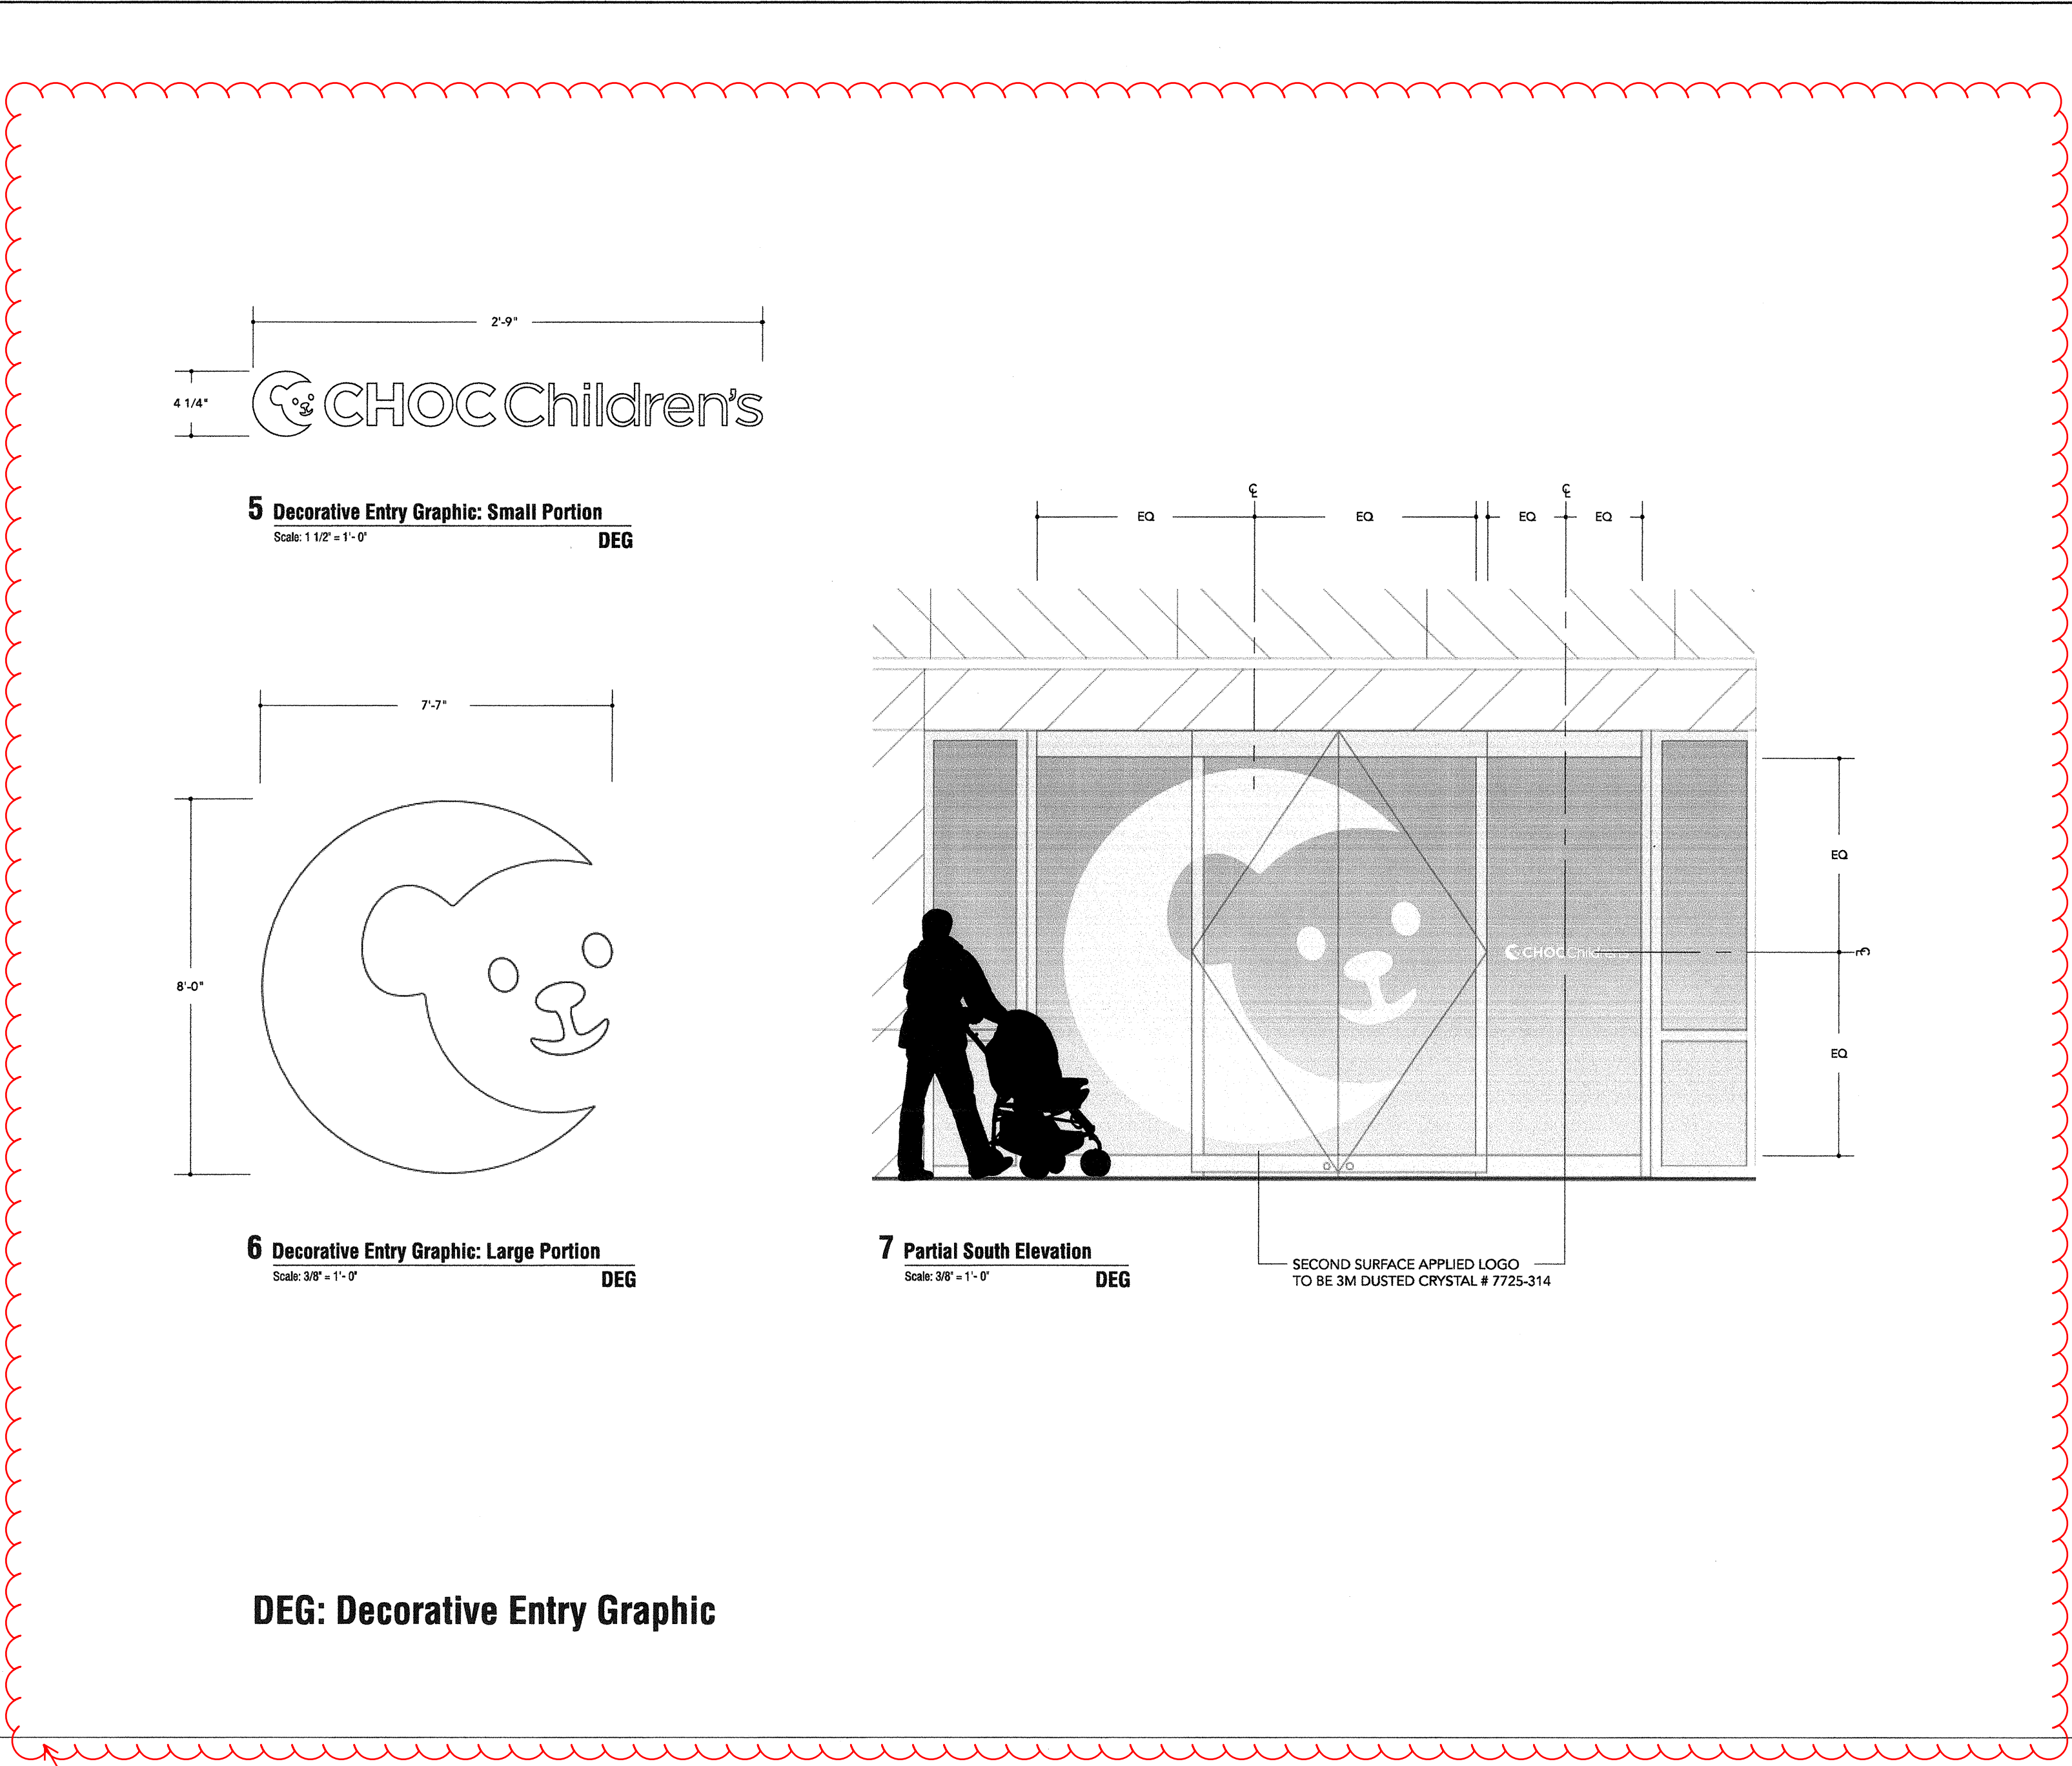 2'-9"
4 1/4"
CHOC Children's
5 Decorative Entry Graphic: Small Portion
Scale: 1 1/2" = 1'- 0"
DEG
℄
℄
EQ
EQ
EQ
EQ
7'-7"
8'-0"
EQ
CHOC Children's
℄
EQ
6 Decorative Entry Graphic: Large Portion
Scale: 3/8" = 1'- 0"
DEG
7 Partial South Elevation
Scale: 3/8" = 1'- 0"
DEG
SECOND SURFACE APPLIED LOGO
TO BE 3M DUSTED CRYSTAL # 7725-314
DEG: Decorative Entry Graphic